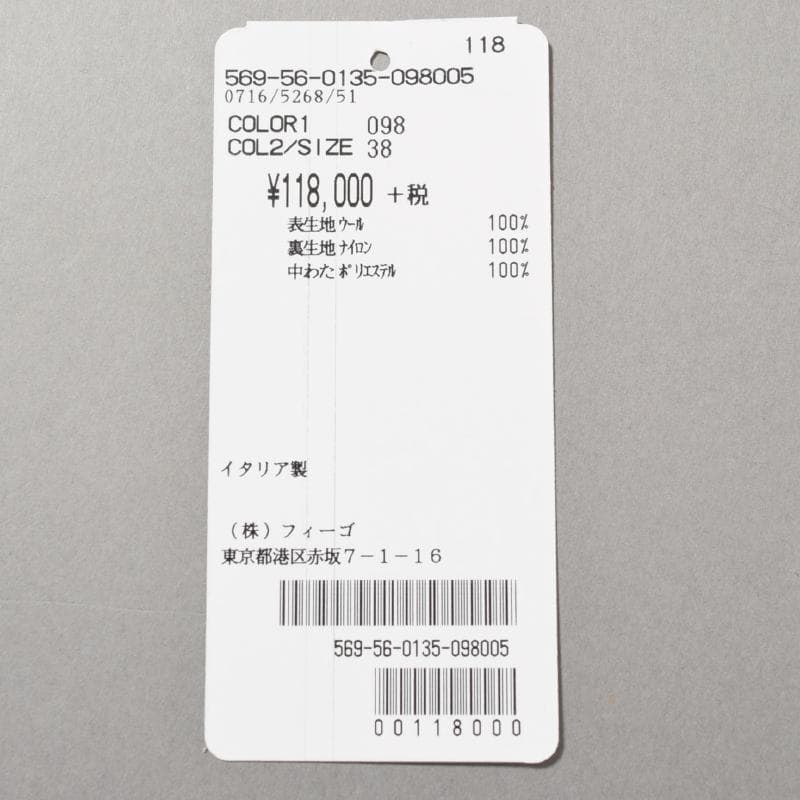 118
569-56-0135-098005
0716/5268/51
COLOR1 098
COL2/SIZE 38
¥118,000 +税
表生地ウール 100%
裏生地ナイロン 100%
中わたポリエステル 100%
イタリア製
（株）フィーゴ
東京都港区赤坂７－１－１６
569-56-0135-098005
00118000